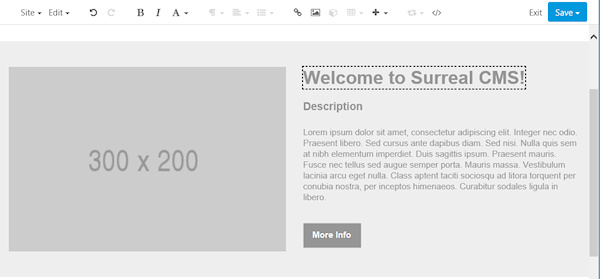 Site Edit B I A Exit Save
Welcome to Surreal CMS!
300 x 200
Description
Lorem ipsum dolor sit amet, consectetur adipiscing elit. Integer nec odio.
Praesent libero. Sed cursus ante dapibus diam. Sed nisi. Nulla quis sem
at nibh elementum imperdiet. Duis sagittis ipsum. Praesent mauris.
Fusce nec tellus sed augue semper porta. Mauris massa. Vestibulum
lacinia arcu eget nulla. Class aptent taciti sociosqu ad litora torquent per
conubia nostra, per inceptos himenaeos. Curabitur sodales ligula in
libero.
More Info